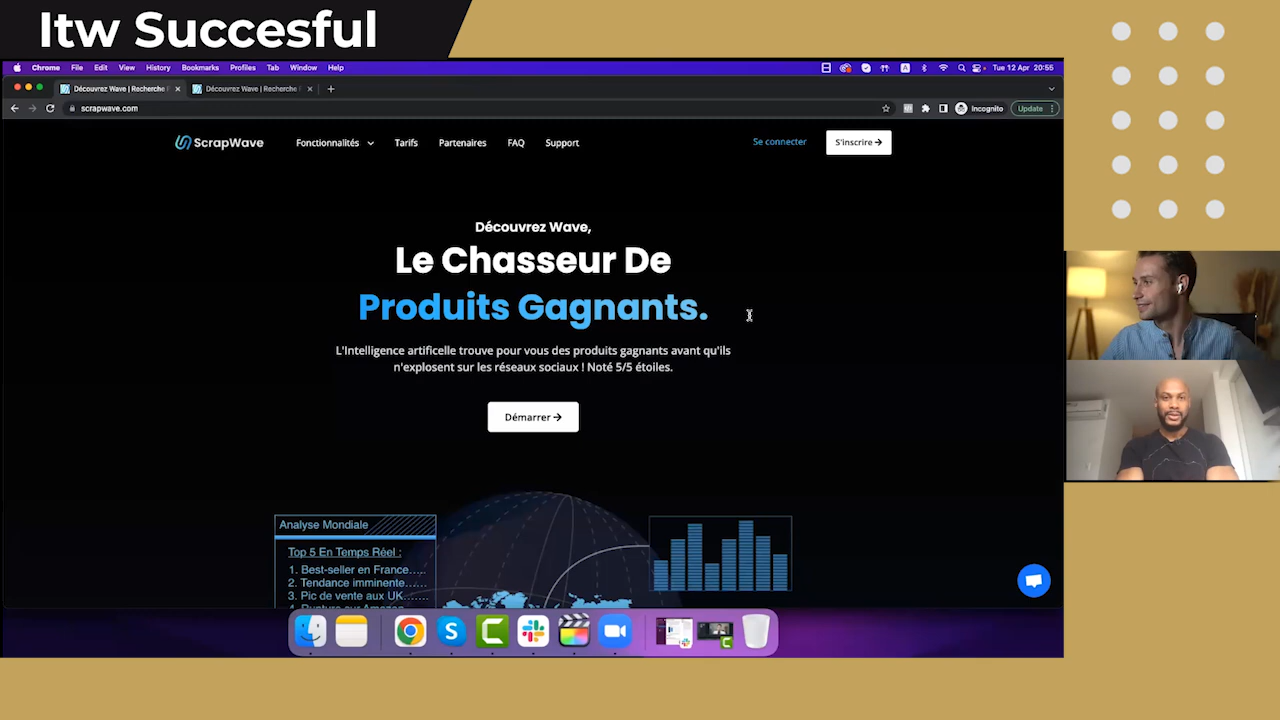 Itw Succesful
Chrome File Edit View History Bookmarks Profiles Tab Window Help
A Tue 12 Apr 20:55
Découvrez Wave | Recherche
Découvrez Wave | Recherche
scrapwave.com
Incognito
Update
ScrapWave
Fonctionnalités
Tarifs
Partenaires
FAQ
Support
Se connecter
S'inscrire
Découvrez Wave,
Le Chasseur De
Produits Gagnants.
L'Intelligence artificielle trouve pour vous des produits gagnants avant qu'ils
n'explosent sur les réseaux sociaux ! Noté 5/5 étoiles.
Démarrer
Analyse Mondiale
Top 5 En Temps Réel :
1. Best-seller en France....
2. Tendance imminente......
3. Pic de vente aux UK.......